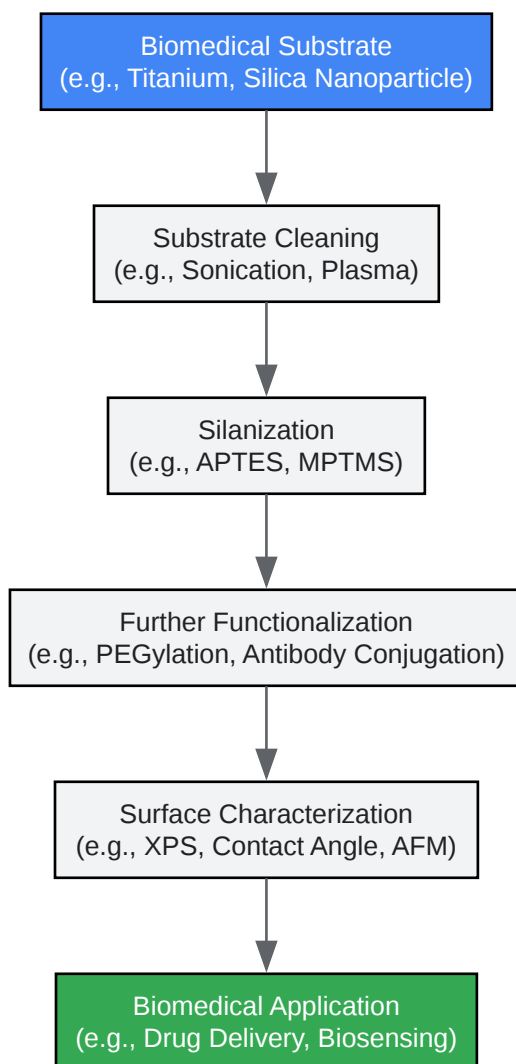 Biomedical Substrate
(e.g., Titanium, Silica Nanoparticle)
Substrate Cleaning
(e.g., Sonication, Plasma)
Silanization
(e.g., APTES, MPTMS)
Further Functionalization
(e.g., PEGylation, Antibody Conjugation)
Surface Characterization
(e.g., XPS, Contact Angle, AFM)
Biomedical Application
(e.g., Drug Delivery, Biosensing)